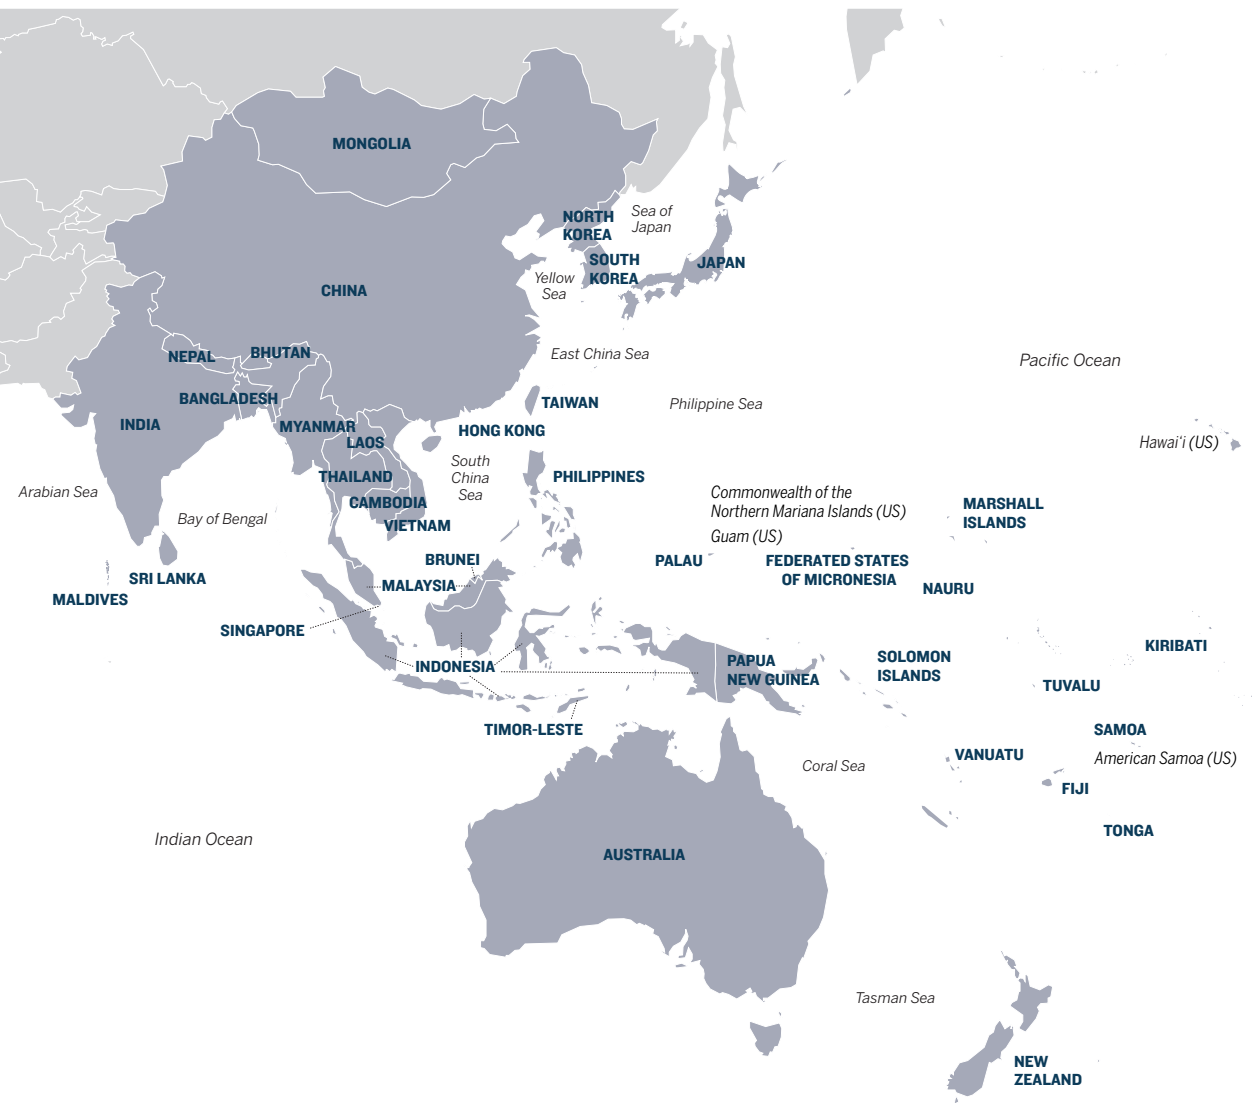 MONGOLIA
NORTH
KOREA
Sea of
Japan
SOUTH
KOREA
JAPAN
Yellow
Sea
CHINA
NEPAL
BHUTAN
East China Sea
Pacific Ocean
BANGLADESH
TAIWAN
Philippine Sea
INDIA
MYANMAR
HONG KONG
LAOS
Hawai‘i (US)
South
China
Sea
THAILAND
PHILIPPINES
Arabian Sea
Commonwealth of the
Northern Mariana Islands (US)
CAMBODIA
MARSHALL
ISLANDS
Bay of Bengal
VIETNAM
Guam (US)
BRUNEI
PALAU
FEDERATED STATES
OF MICRONESIA
SRI LANKA
MALAYSIA
NAURU
MALDIVES
SINGAPORE
KIRIBATI
INDONESIA
PAPUA
NEW GUINEA
SOLOMON
ISLANDS
TUVALU
TIMOR-LESTE
SAMOA
VANUATU
American Samoa (US)
Coral Sea
FIJI
TONGA
Indian Ocean
AUSTRALIA
Tasman Sea
NEW
ZEALAND